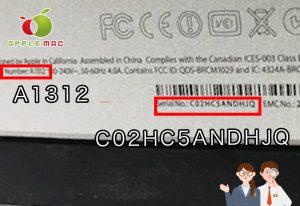 APPLE MAC
Designed by Apple in California Assembled in China Complies with the Canadian ICES-003 Class
Number: A1312 100-240V~, 50-60Hz 4.0A. Contains FCC ID: QDS-BRCM1029 and IC: 4324A-BRC
A1312
Serial No.: C02HC5ANDHJQ
EMC No.: 2
C02HC5ANDHJQ